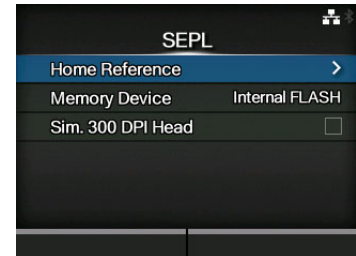 SEPL
Home Reference
Memory Device Internal FLASH
Sim. 300 DPI Head